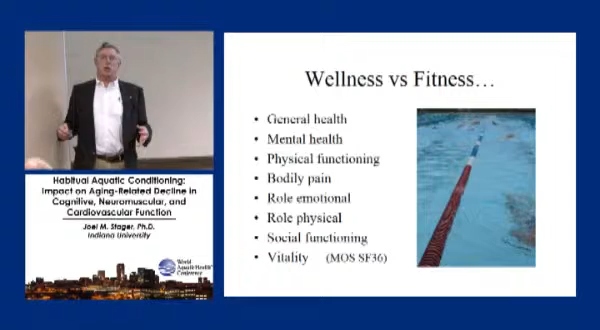 Habitual Aquatic Conditioning:
Impact on Aging-Related Decline in
Cognitive, Neuromuscular, and
Cardiovascular Function
Joel M. Stager, Ph.D.
Indiana University
World
Aquatic Health
Conference
Wellness vs Fitness…
• General health
• Mental health
• Physical functioning
• Bodily pain
• Role emotional
• Role physical
• Social functioning
• Vitality (MOS SF36)